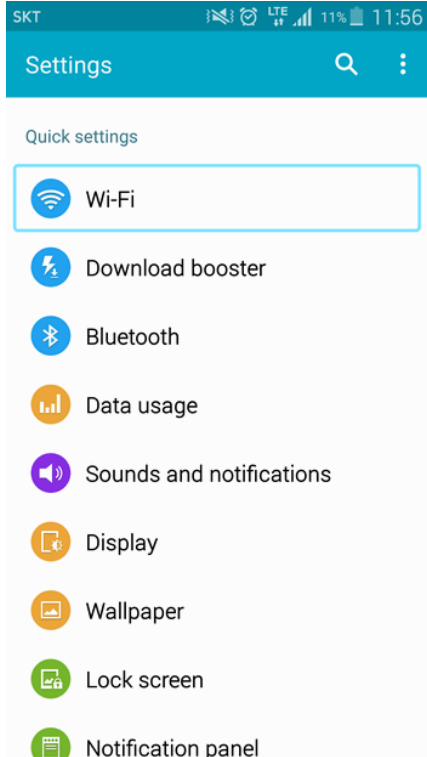 SKT LTE 11% 11:56
Settings
Quick settings
Wi-Fi
Download booster
Bluetooth
Data usage
Sounds and notifications
Display
Wallpaper
Lock screen
Notification panel